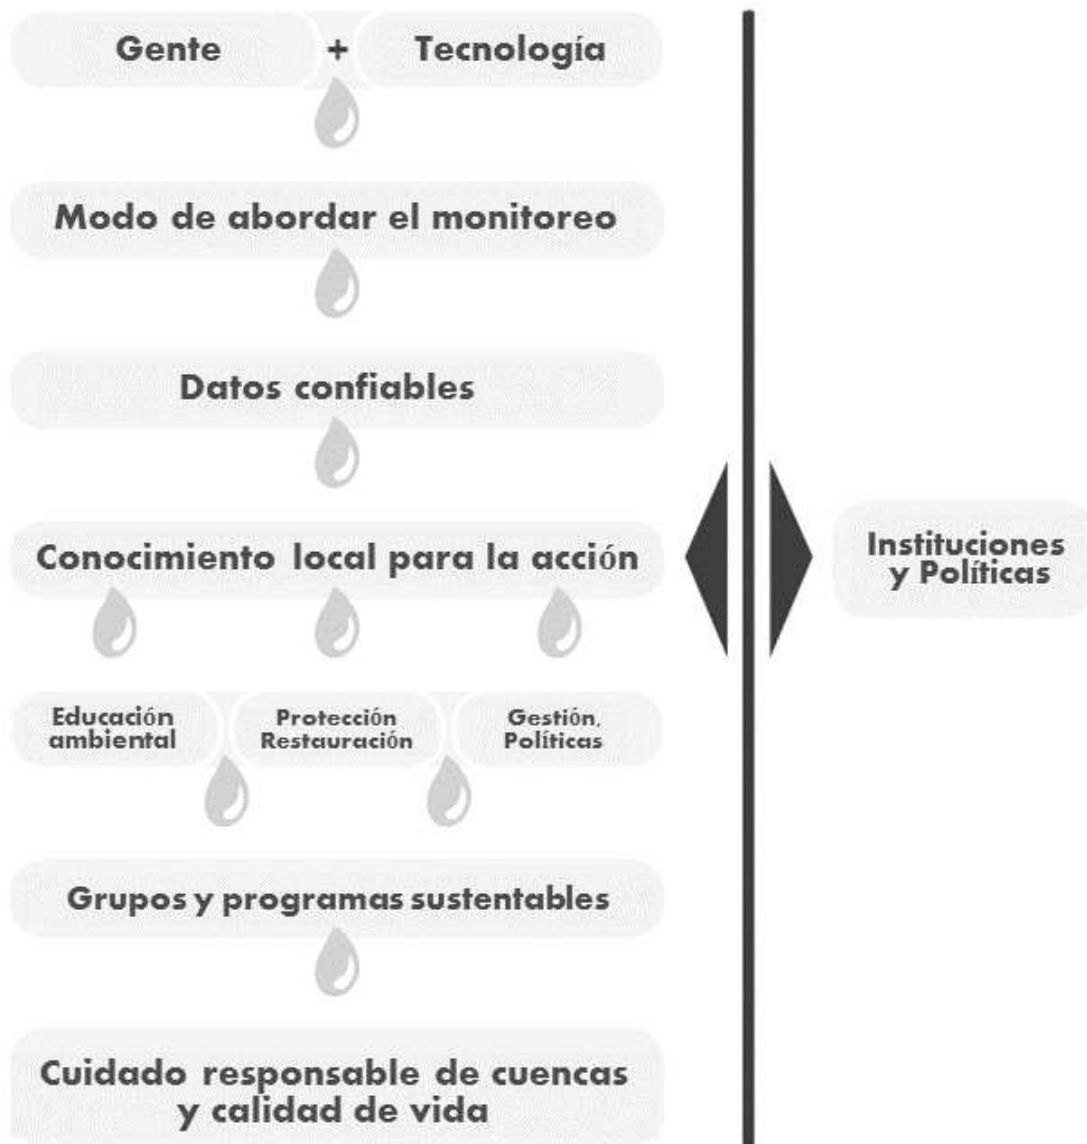 Gente + Tecnología
Modo de abordar el monitoreo
Datos confiables
Conocimiento local para la acción
Instituciones
y Políticas
Educación
ambiental
Protección
Restauración
Gestión,
Políticas
Grupos y programas sustentables
Cuidado responsable de cuencas
y calidad de vida